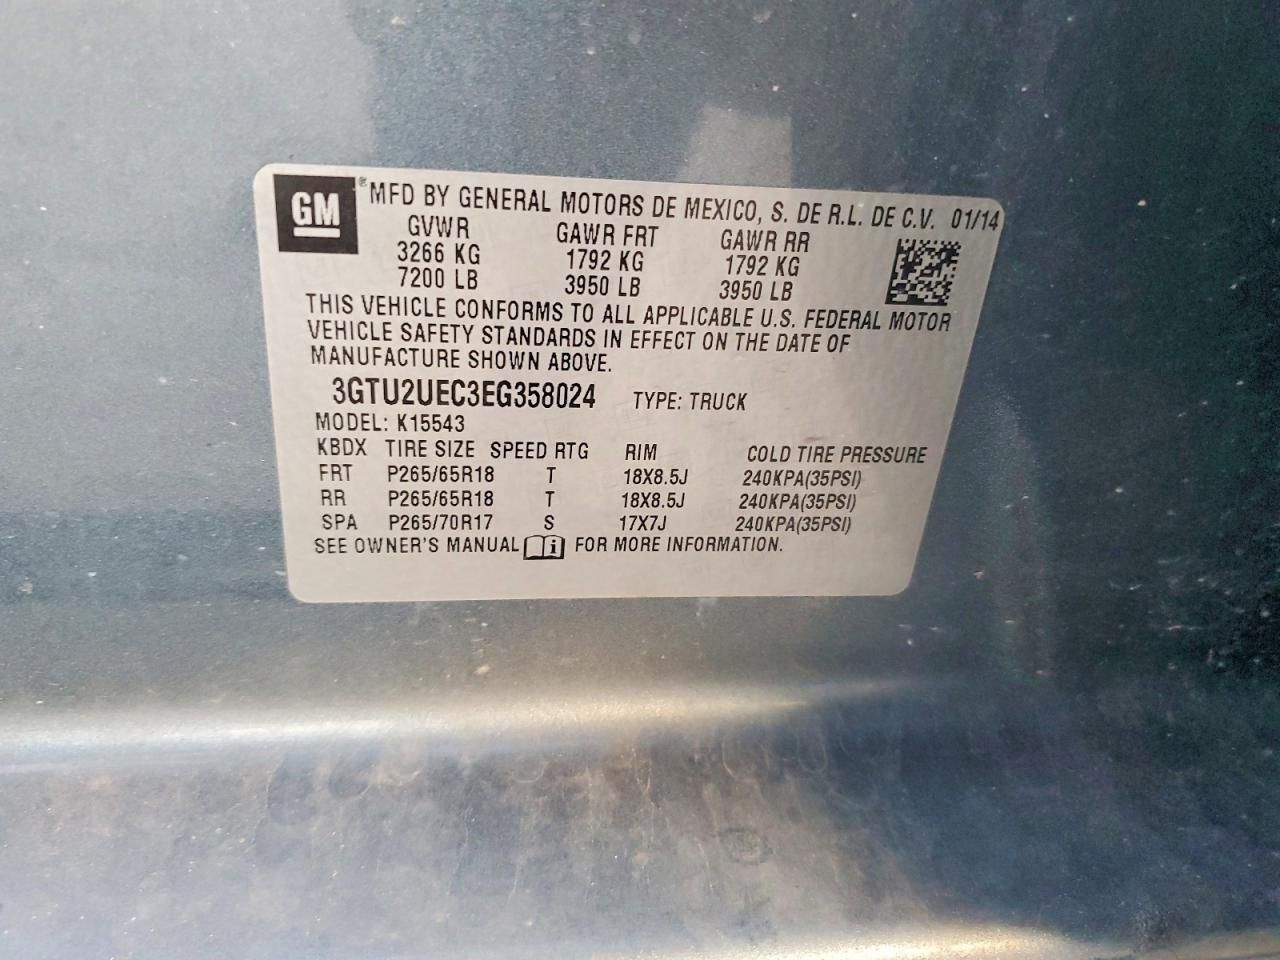 GM ® MFD BY GENERAL MOTORS DE MEXICO, S. DE R.L. DE C.V. 01/14
GVWR GAWR FRT GAWR RR
3266 KG 1792 KG 1792 KG
7200 LB 3950 LB 3950 LB
THIS VEHICLE CONFORMS TO ALL APPLICABLE U.S. FEDERAL MOTOR
VEHICLE SAFETY STANDARDS IN EFFECT ON THE DATE OF
MANUFACTURE SHOWN ABOVE.
3GTU2UEC3EG358024 TYPE: TRUCK
MODEL: K15543
KBDX TIRE SIZE SPEED RTG RIM COLD TIRE PRESSURE
FRT P265/65R18 T 18X8.5J 240KPA(35PSI)
RR P265/65R18 T 18X8.5J 240KPA(35PSI)
SPA P265/70R17 S 17X7J 240KPA(35PSI)
SEE OWNER'S MANUAL i FOR MORE INFORMATION.